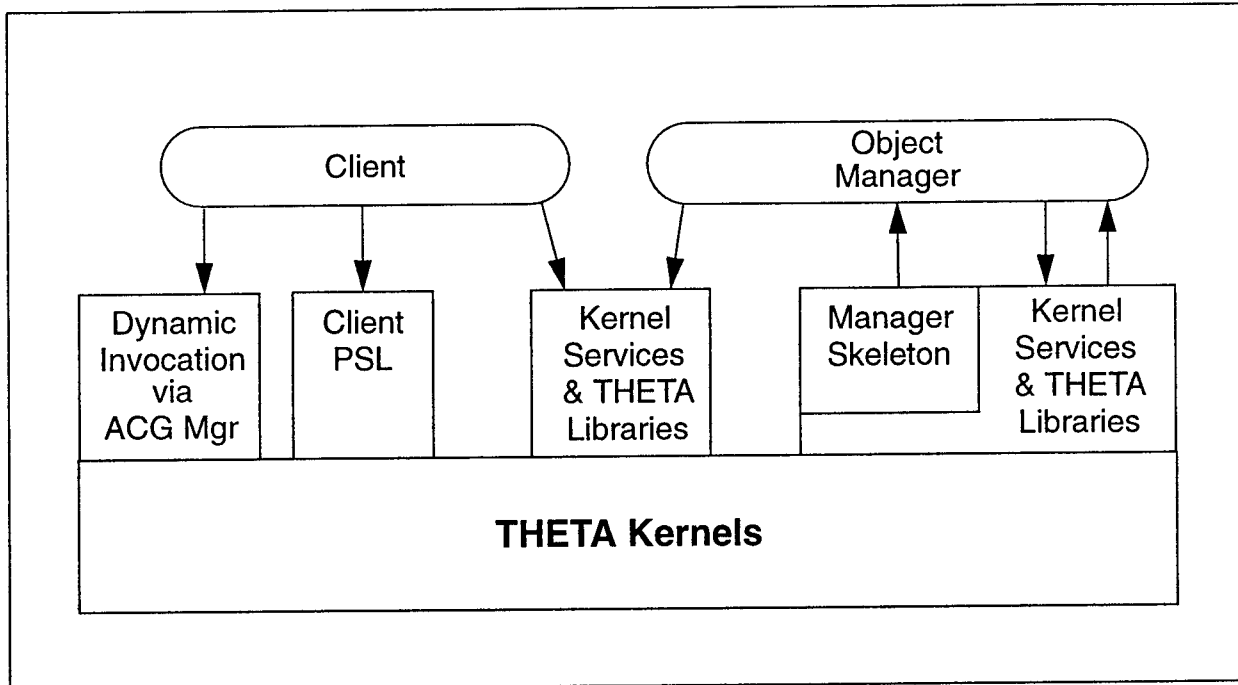 Client
Object
Manager
Dynamic
Invocation
via
ACG Mgr
Client
PSL
Kernel
Services
& THETA
Libraries
Manager
Skeleton
Kernel
Services
& THETA
Libraries
THETA Kernels